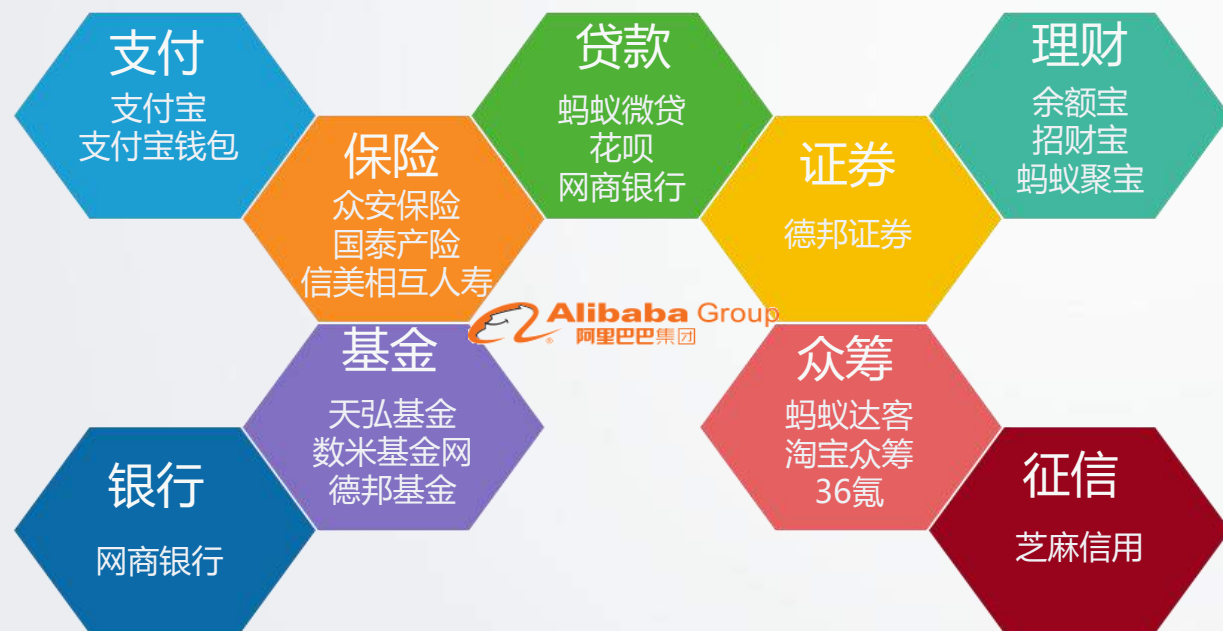 支付
支付宝
支付宝钱包
保险
众安保险
国泰产险
信美相互人寿
贷款
蚂蚁微贷
花呗
网商银行
证券
德邦证券
理财
余额宝
招财宝
蚂蚁聚宝
Alibaba Group
阿里巴巴集团
银行
网商银行
基金
天弘基金
数米基金网
德邦基金
众筹
蚂蚁达客
淘宝众筹
36氪
征信
芝麻信用